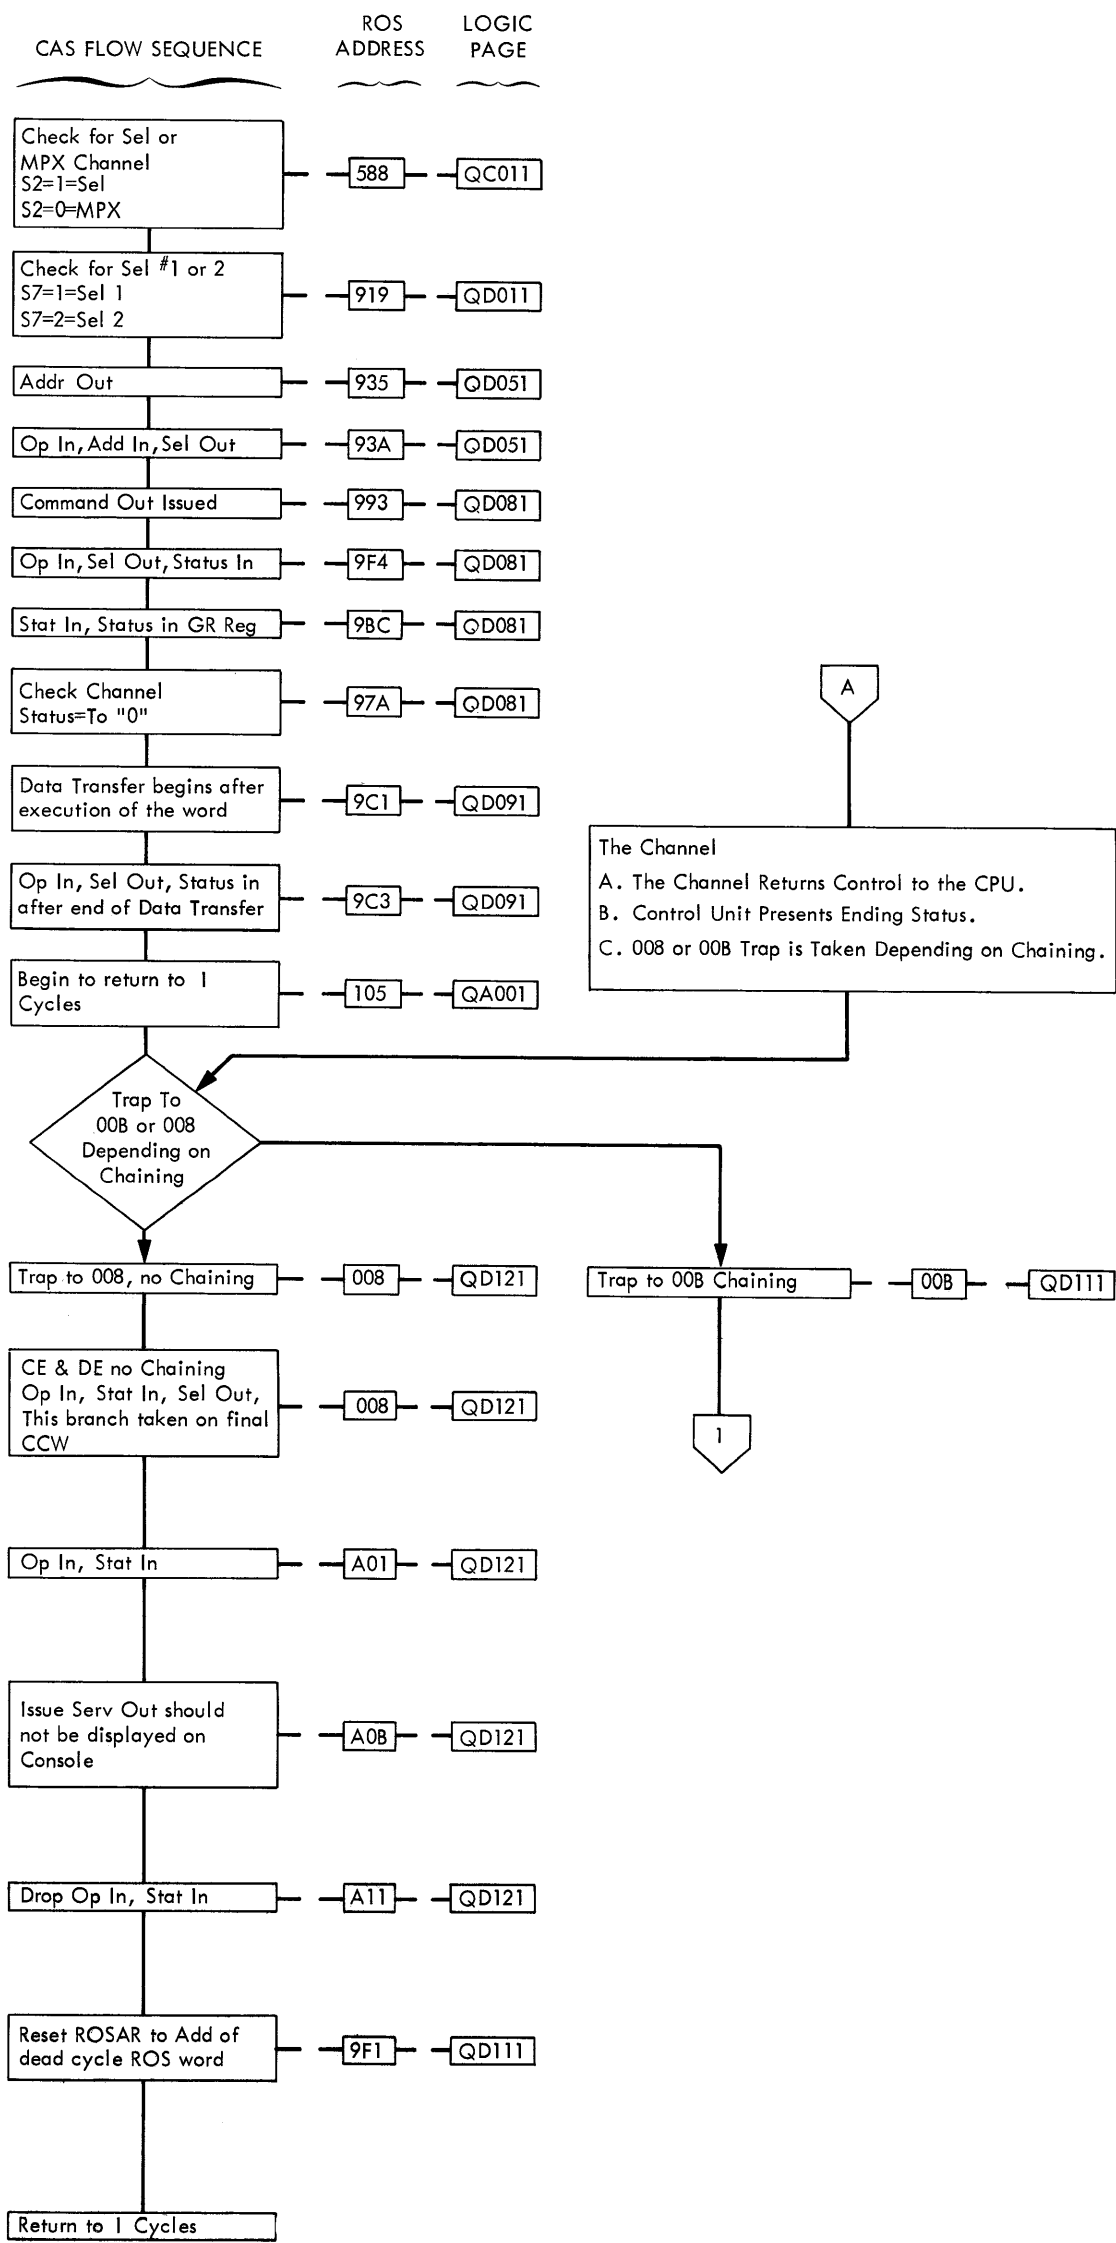 CAS FLOW SEQUENCE
ROS
ADDRESS
LOGIC
PAGE
Check for Sel or
MPX Channel
S2=1=Sel
S2=0=MPX
588
QC011
Check for Sel #1 or 2
S7=1=Sel 1
S7=2=Sel 2
919
QD011
Addr Out
935
QD051
Op In, Add In, Sel Out
93A
QD051
Command Out Issued
993
QD081
Op In, Sel Out, Status In
9F4
QD081
Stat In, Status in GR Reg
9BC
QD081
Check Channel
Status=To "0"
97A
QD081
A
Data Transfer begins after
execution of the word
9C1
QD091
The Channel
A. The Channel Returns Control to the CPU.
B. Control Unit Presents Ending Status.
C. 008 or 00B Trap is Taken Depending on Chaining.
Op In, Sel Out, Status in
after end of Data Transfer
9C3
QD091
Begin to return to I
Cycles
105
QA001
Trap To
00B or 008
Depending on
Chaining
Trap to 008, no Chaining
008
QD121
Trap to 00B Chaining
00B
QD111
CE & DE no Chaining
Op In, Stat In, Sel Out,
This branch taken on final
CCW
008
QD121
1
Op In, Stat In
A01
QD121
Issue Serv Out should
not be displayed on
Console
A0B
QD121
Drop Op In, Stat In
A11
QD121
Reset ROSAR to Add of
dead cycle ROS word
9F1
QD111
Return to I Cycles